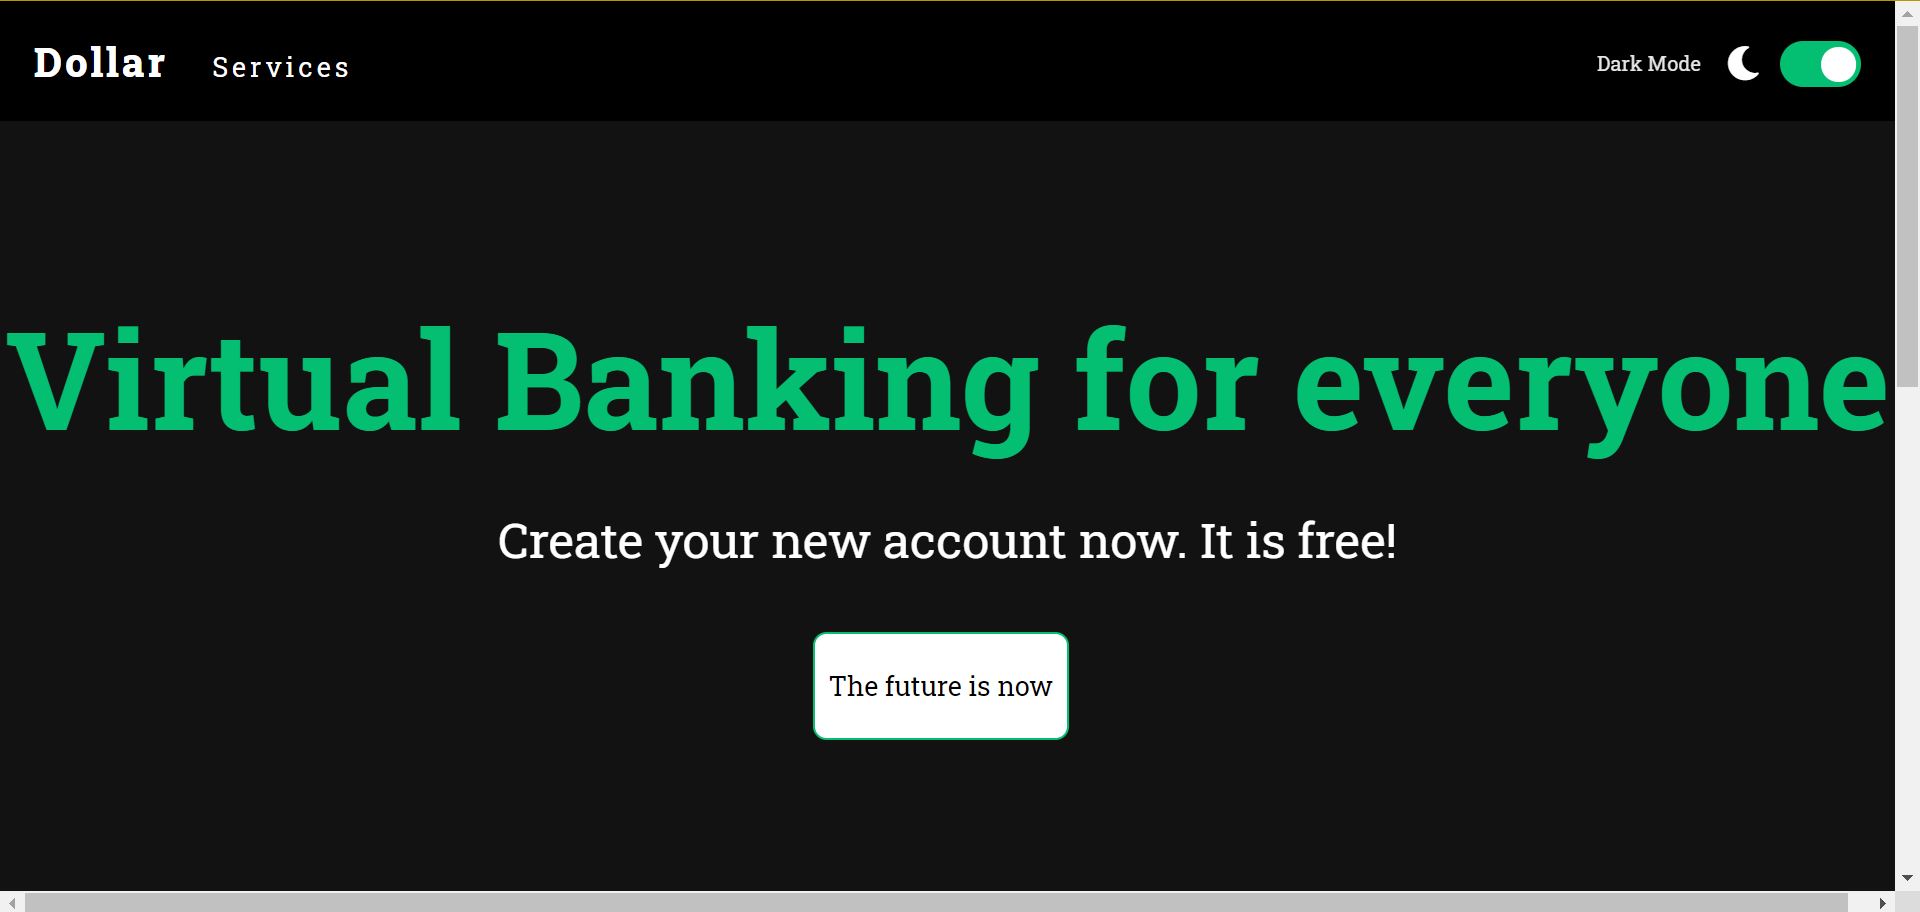 Dollar Services Dark Mode
Virtual Banking for everyone
Create your new account now. It is free!
The future is now